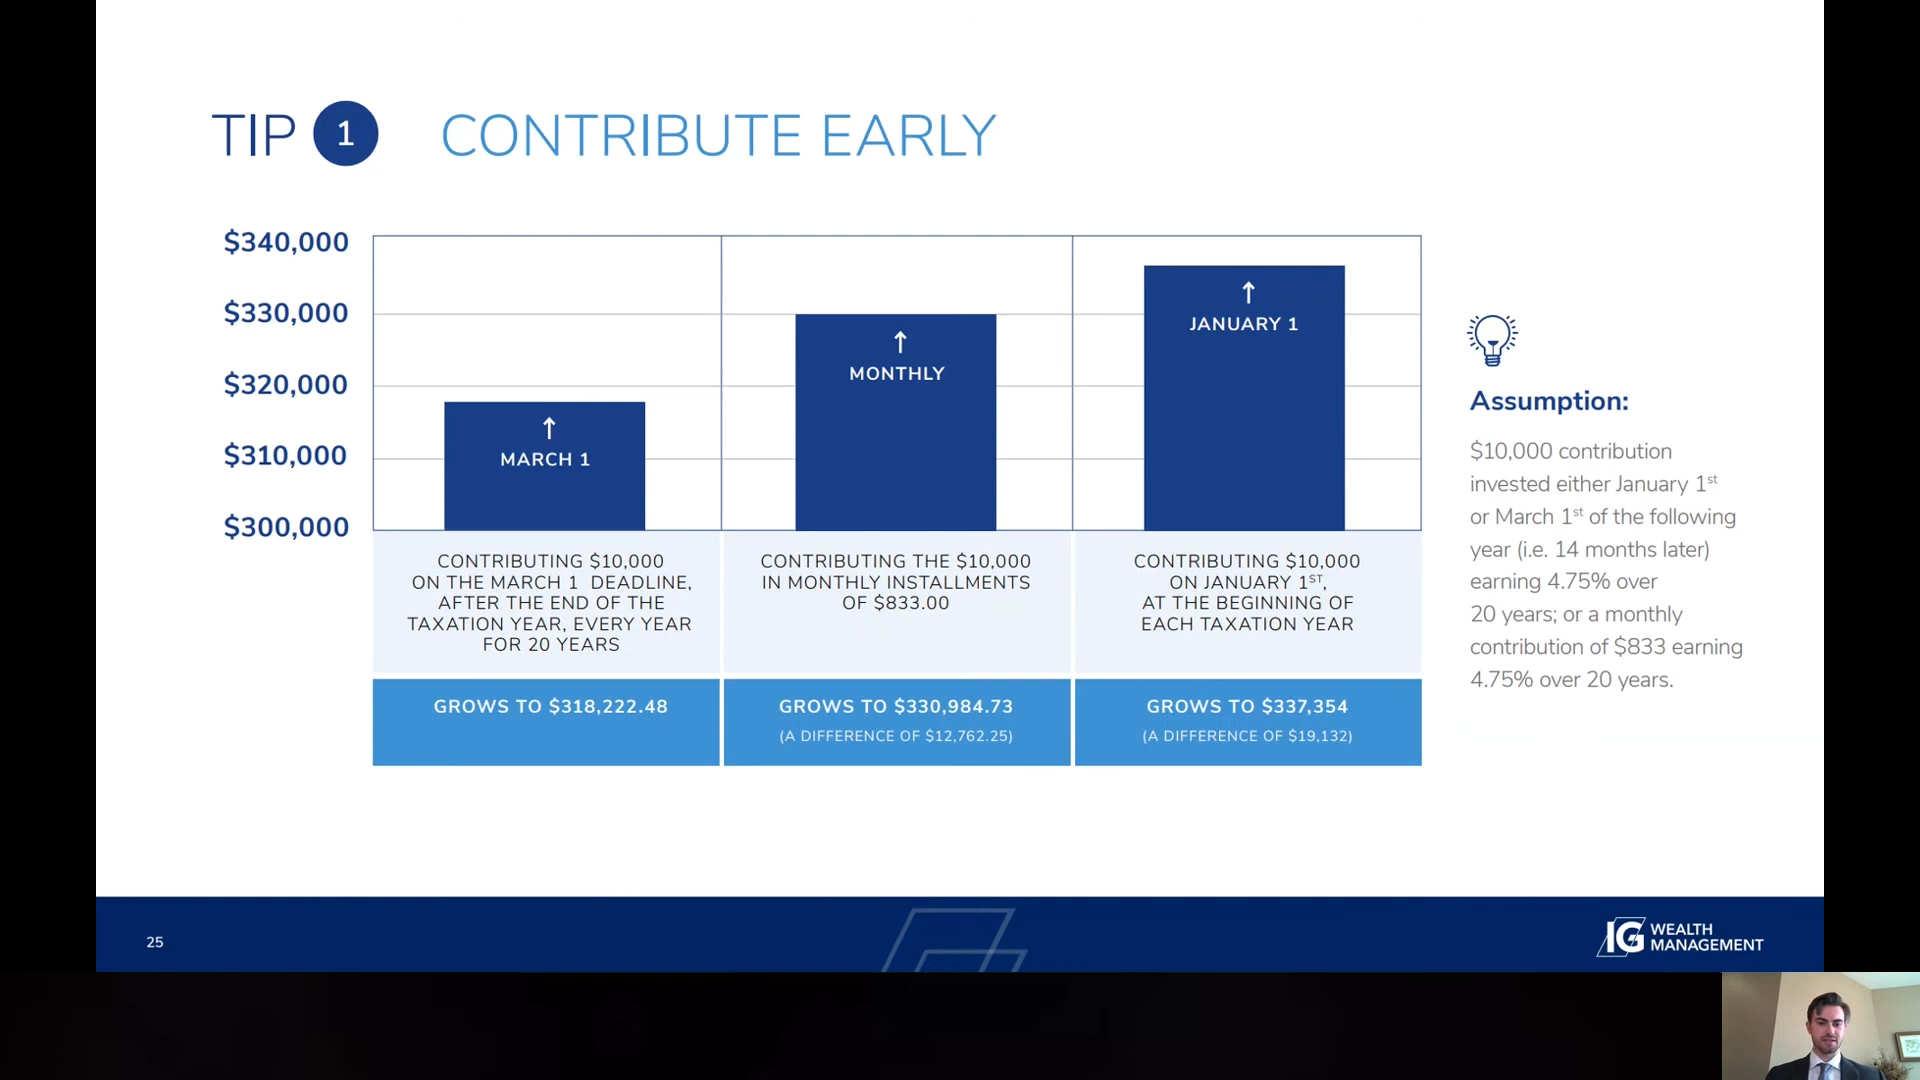 TIP 1 CONTRIBUTE EARLY
$340,000
$330,000
$320,000
$310,000
$300,000
↑
MARCH 1
↑
MONTHLY
↑
JANUARY 1
CONTRIBUTING $10,000
ON THE MARCH 1 DEADLINE,
AFTER THE END OF THE
TAXATION YEAR, EVERY YEAR
FOR 20 YEARS
CONTRIBUTING THE $10,000
IN MONTHLY INSTALLMENTS
OF $833.00
CONTRIBUTING $10,000
ON JANUARY 1ST,
AT THE BEGINNING OF
EACH TAXATION YEAR
GROWS TO $318,222.48
GROWS TO $330,984.73
(A DIFFERENCE OF $12,762.25)
GROWS TO $337,354
(A DIFFERENCE OF $19,132)
Assumption:
$10,000 contribution
invested either January 1st
or March 1st of the following
year (i.e. 14 months later)
earning 4.75% over
20 years; or a monthly
contribution of $833 earning
4.75% over 20 years.
25
IG WEALTH
MANAGEMENT